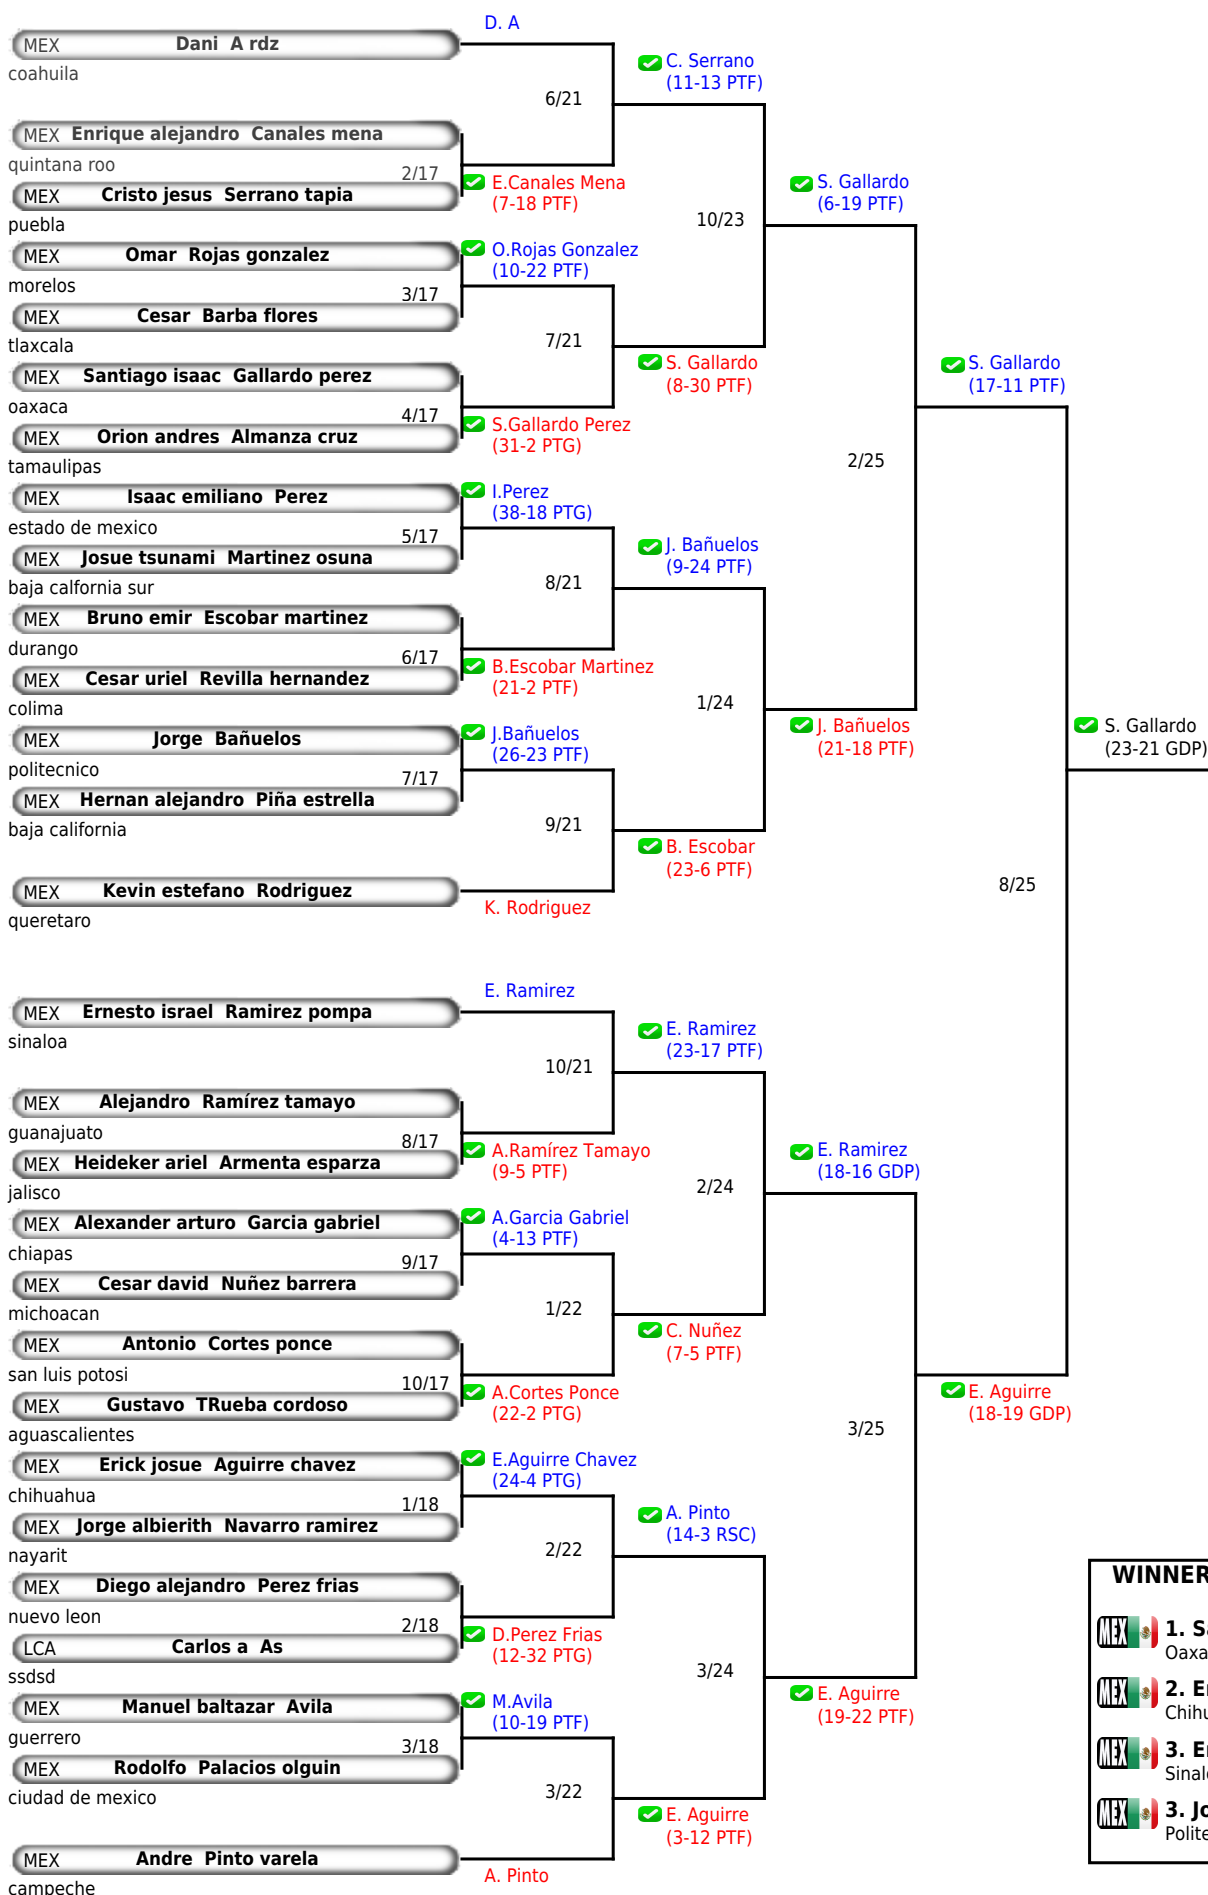 D. A
MEX Dani A rdz
coahuila
C. Serrano
(11-13 PTF)
6/21
MEX Enrique alejandro Canales mena
quintana roo
2/17
E.Canales Mena
(7-18 PTF)
MEX Cristo jesus Serrano tapia
puebla
S. Gallardo
(6-19 PTF)
10/23
MEX Omar Rojas gonzalez
morelos
O.Rojas Gonzalez
(10-22 PTF)
3/17
MEX Cesar Barba flores
tlaxcala
7/21
S. Gallardo
(8-30 PTF)
S. Gallardo
(17-11 PTF)
MEX Santiago isaac Gallardo perez
oaxaca
4/17
S.Gallardo Perez
(31-2 PTG)
MEX Orion andres Almanza cruz
tamaulipas
2/25
MEX Isaac emiliano Perez
estado de mexico
I.Perez
(38-18 PTG)
5/17
MEX Josue tsunami Martinez osuna
baja calfornia sur
J. Bañuelos
(9-24 PTF)
8/21
MEX Bruno emir Escobar martinez
durango
6/17
B.Escobar Martinez
(21-2 PTF)
MEX Cesar uriel Revilla hernandez
colima
1/24
J. Bañuelos
(21-18 PTF)
S. Gallardo
(23-21 GDP)
MEX Jorge Bañuelos
politecnico
J.Bañuelos
(26-23 PTF)
7/17
MEX Hernan alejandro Piña estrella
baja california
9/21
B. Escobar
(23-6 PTF)
MEX Kevin estefano Rodriguez
queretaro
K. Rodriguez
8/25
E. Ramirez
MEX Ernesto israel Ramirez pompa
sinaloa
E. Ramirez
(23-17 PTF)
10/21
MEX Alejandro Ramírez tamayo
guanajuato
8/17
A.Ramírez Tamayo
(9-5 PTF)
MEX Heideker ariel Armenta esparza
jalisco
E. Ramirez
(18-16 GDP)
2/24
MEX Alexander arturo Garcia gabriel
chiapas
A.Garcia Gabriel
(4-13 PTF)
9/17
MEX Cesar david Nuñez barrera
michoacan
1/22
C. Nuñez
(7-5 PTF)
MEX Antonio Cortes ponce
san luis potosi
10/17
A.Cortes Ponce
(22-2 PTG)
MEX Gustavo TRueba cordoso
aguascalientes
E. Aguirre
(18-19 GDP)
3/25
MEX Erick josue Aguirre chavez
chihuahua
E.Aguirre Chavez
(24-4 PTG)
1/18
MEX Jorge albierith Navarro ramirez
nayarit
A. Pinto
(14-3 RSC)
2/22
MEX Diego alejandro Perez frias
nuevo leon
2/18
D.Perez Frias
(12-32 PTG)
LCA Carlos a As
ssdsd
3/24
E. Aguirre
(19-22 PTF)
MEX Manuel baltazar Avila
guerrero
M.Avila
(10-19 PTF)
3/18
MEX Rodolfo Palacios olguin
ciudad de mexico
3/22
E. Aguirre
(3-12 PTF)
MEX Andre Pinto varela
campeche
A. Pinto
WINNER
MEX 1. Sa
Oaxa
MEX 2. Er
Chihu
MEX 3. Er
Sinal
MEX 3. Jo
Polite